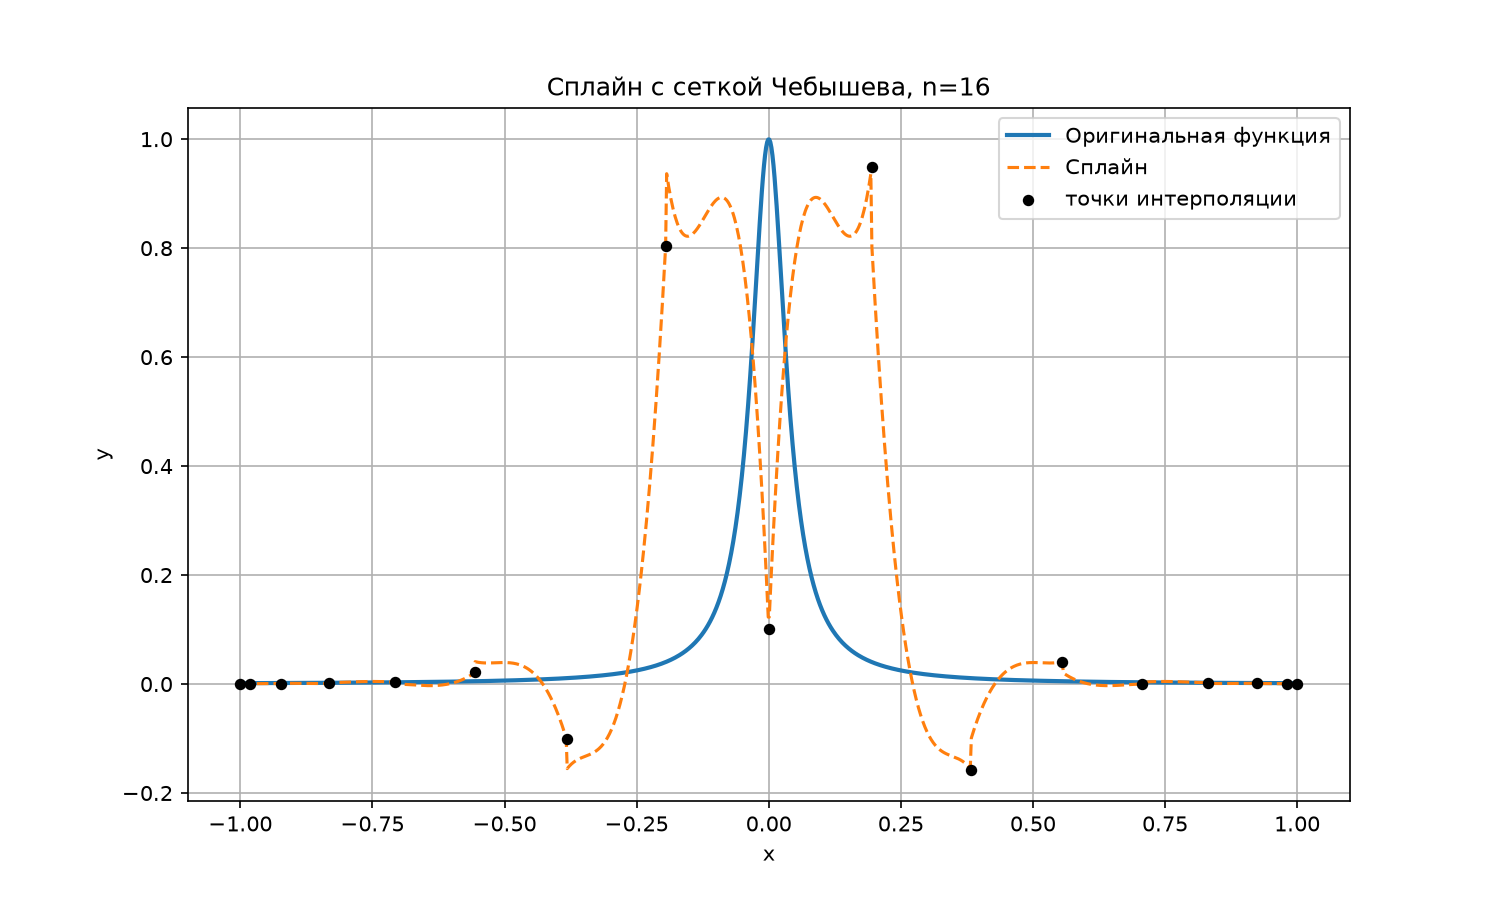 Сплайн с сеткой Чебышева, n=16
Оригинальная функция
Сплайн
точки интерполяции
1.0
0.8
0.6
0.4
0.2
0.0
−0.2
y
−1.00 −0.75 −0.50 −0.25 0.00 0.25 0.50 0.75 1.00
x